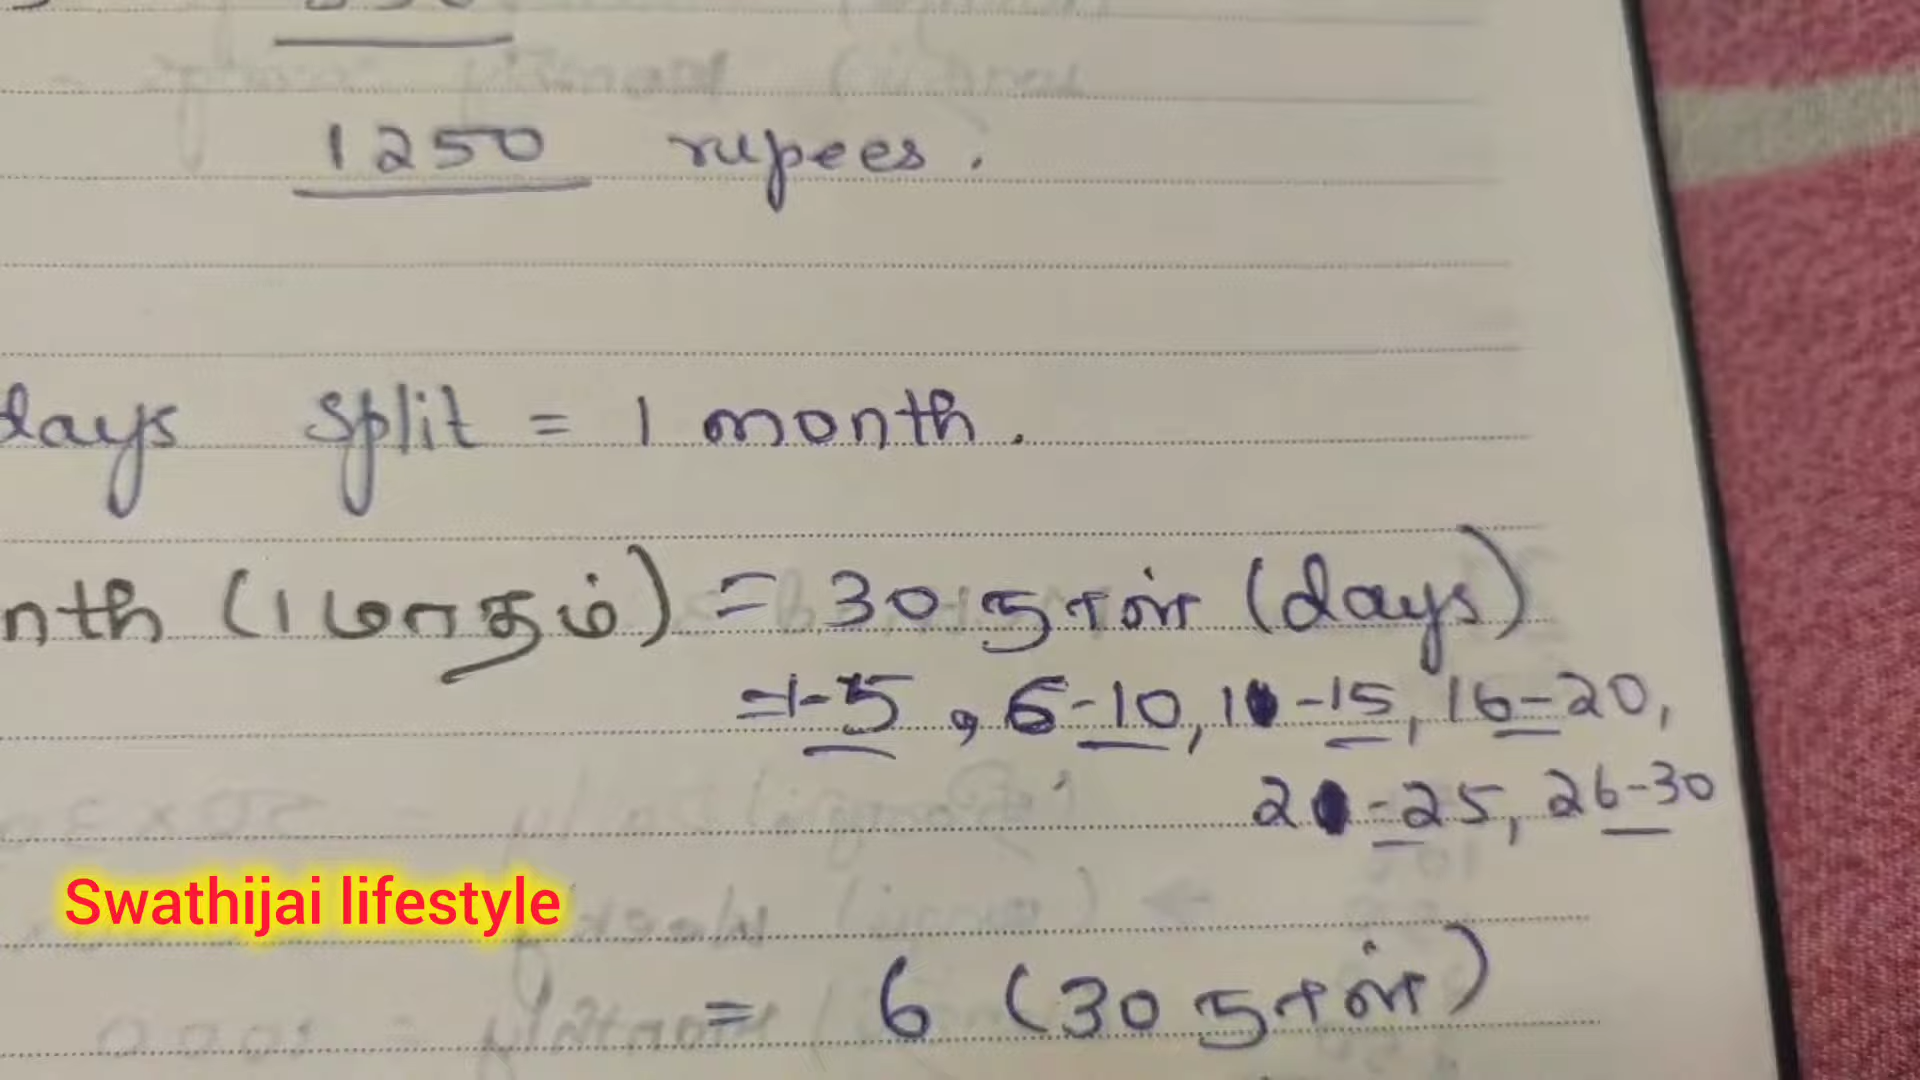 1250 rupees.
days split = 1 month.
nth (1 மாதம்) = 30 நாள் (days)
=1-5, 6-10, 11-15, 16-20,
21-25, 26-30
Swathijai lifestyle
= 6 (30 நாள்)